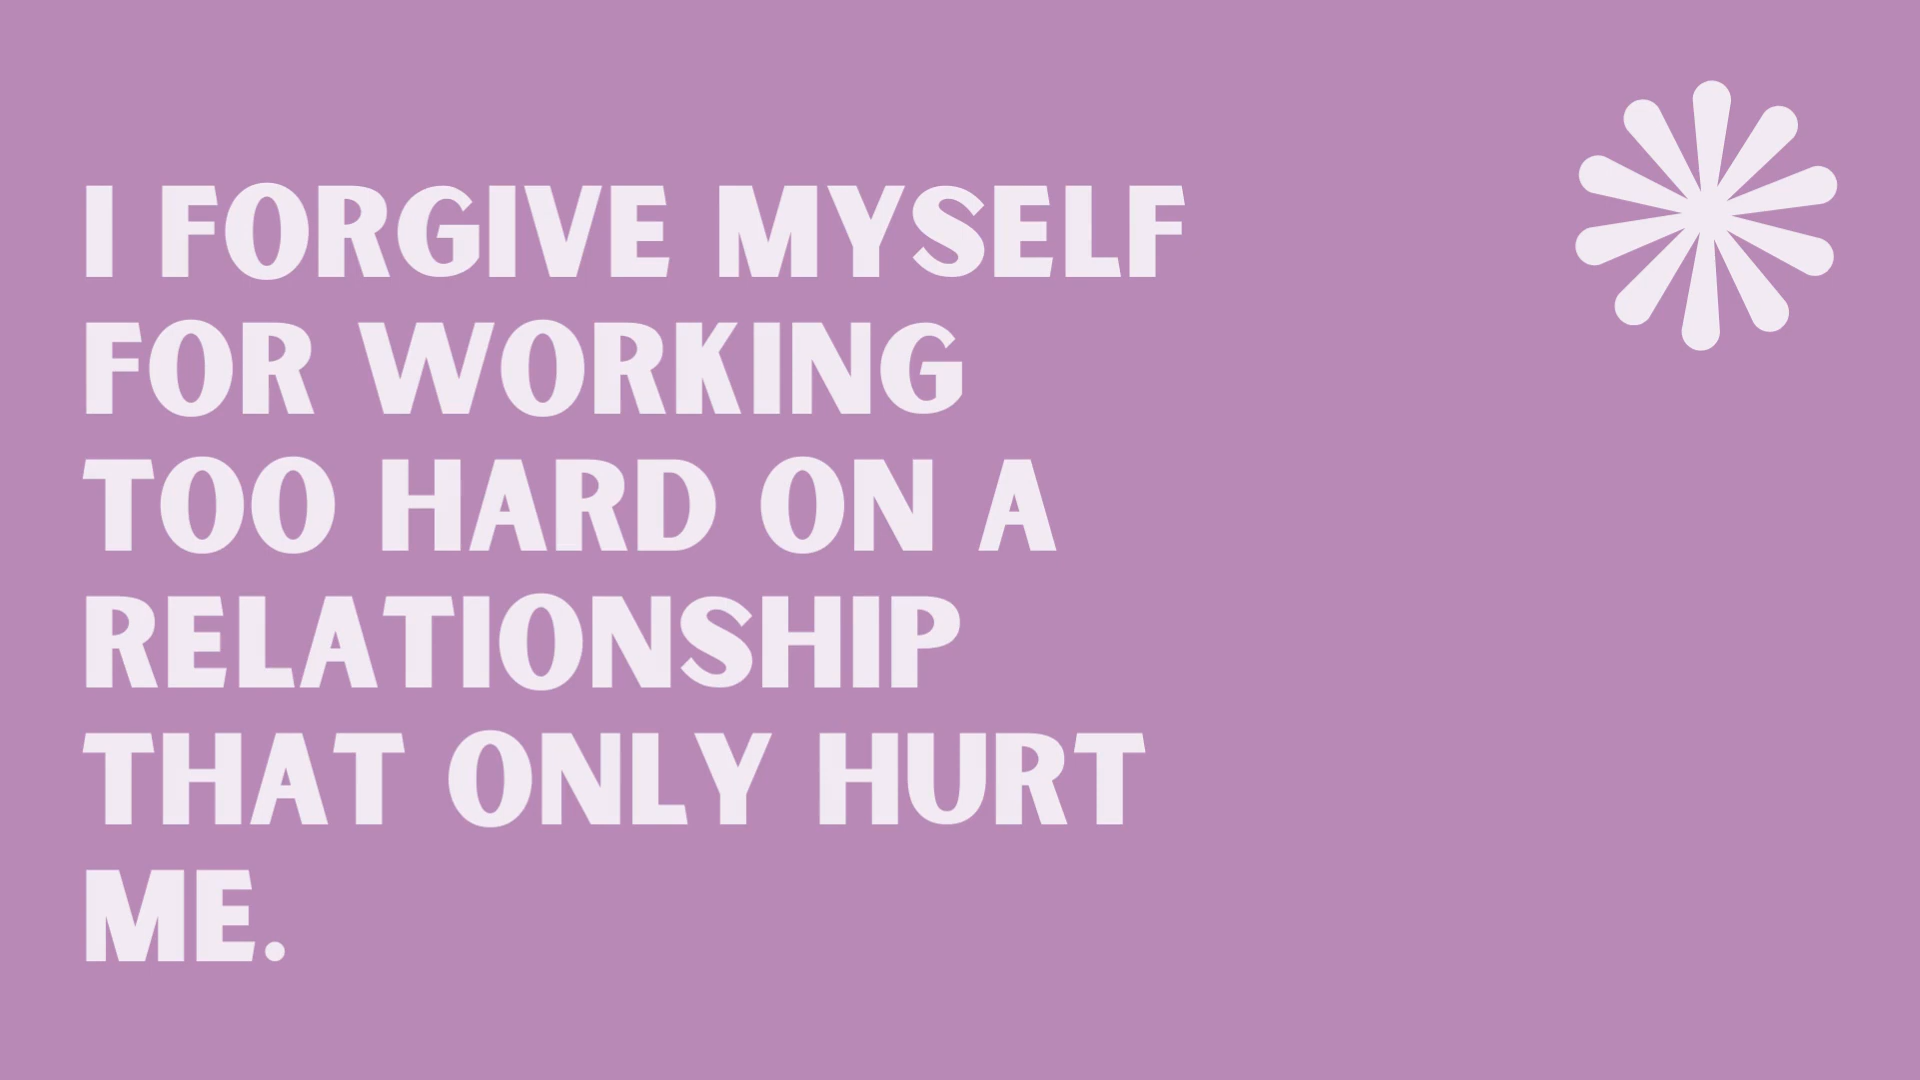 I FORGIVE MYSELF
FOR WORKING
TOO HARD ON A
RELATIONSHIP
THAT ONLY HURT
ME.